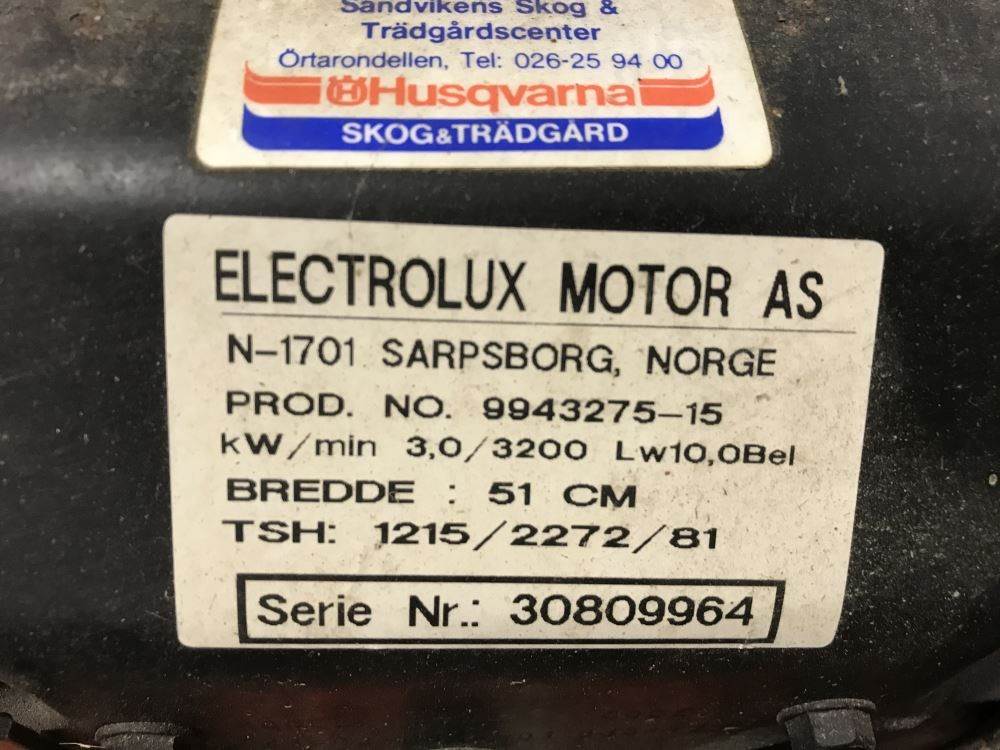 Sandvikens Skog &
Trädgårdscenter
Örtarondellen, Tel: 026-25 94 00
Husqvarna
SKOG&TRÄDGÅRD
ELECTROLUX MOTOR AS
N-1701 SARPSBORG, NORGE
PROD. NO. 9943275-15
kW/min 3,0/3200 Lw10,0Bel
BREDDE : 51 CM
TSH: 1215/2272/81
Serie Nr.: 30809964